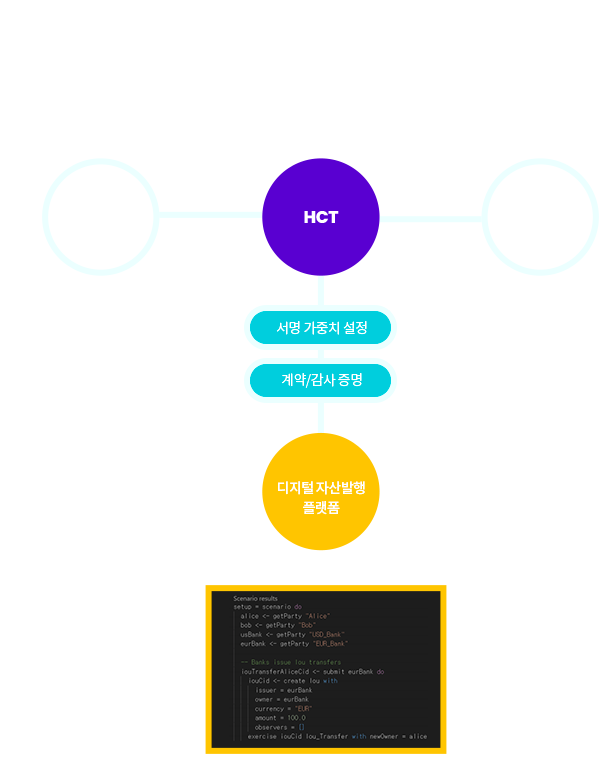 HCT
서명 가중치 설정
계약/감사 증명
디지털 자산발행
플랫폼
Scenario results
setup = scenario do
alice <- getParty "Alice"
bob <- getParty "Bob"
usBank <- getParty "USD_Bank"
eurBank <- getParty "EUR_Bank"
-- Banks issue Iou transfers
iouTransferAliceCid <- submit eurBank do
iouCid <- create Iou with
issuer = eurBank
owner = eurBank
currency = "EUR"
amount = 100.0
observers = []
exercise iouCid Iou_Transfer with newOwner = alice